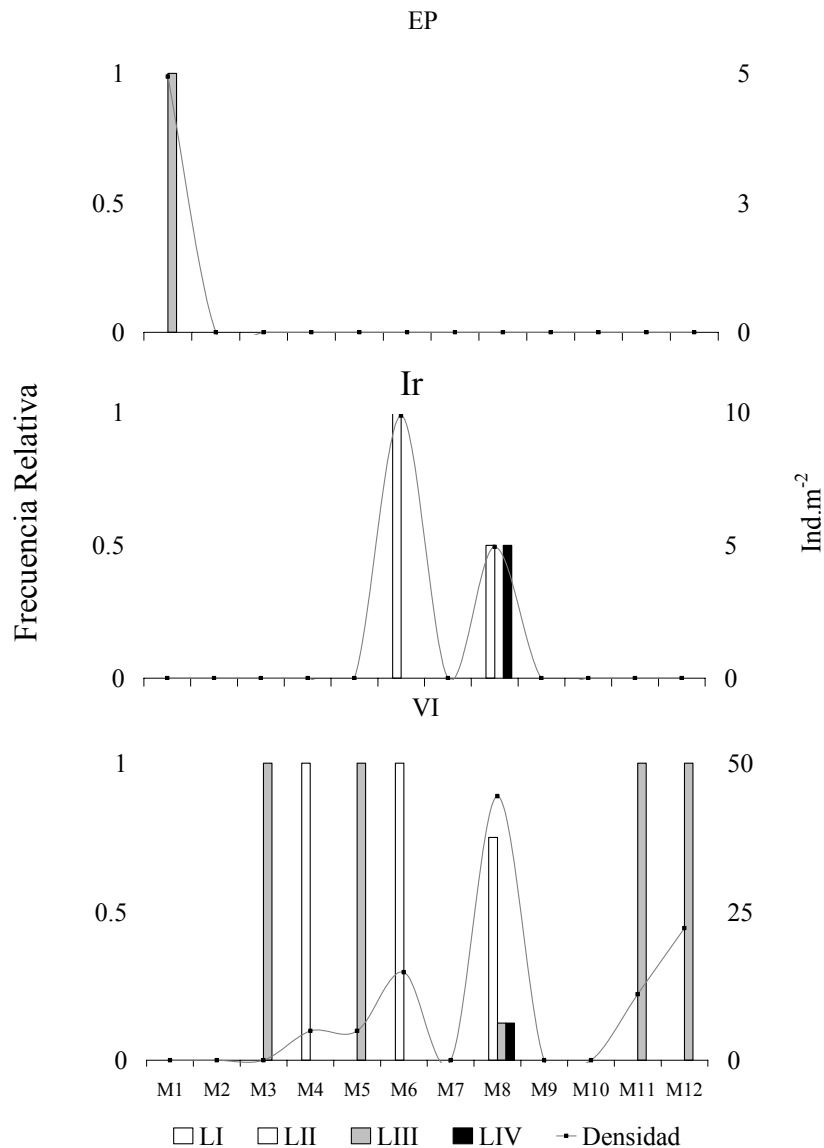 EP
1
0.5
0
5
3
0
Ir
1
0.5
0
10
5
0
Frecuencia Relativa
Ind.m⁻²
VI
1
0.5
0
50
25
0
M1 M2 M3 M4 M5 M6 M7 M8 M9 M10 M11 M12
LI LII LIII LIV Densidad